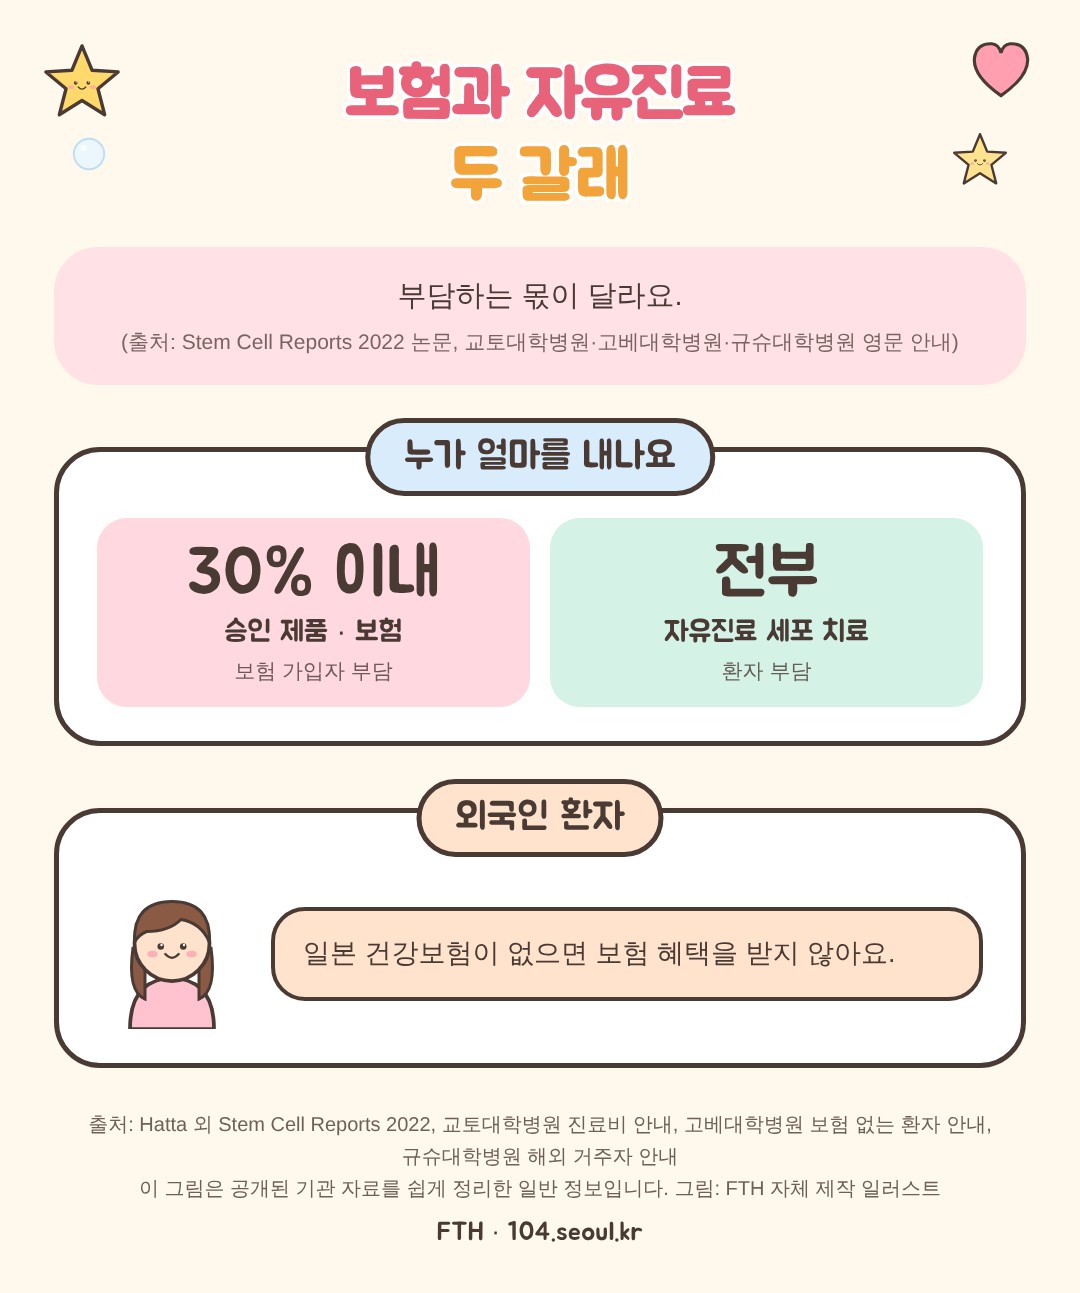 보험과 자유진료
두 갈래
부담하는 몫이 달라요.
(출처: Stem Cell Reports 2022 논문, 교토대학병원·고베대학병원·규슈대학병원 영문 안내)
누가 얼마를 내나요
30% 이내
승인 제품 · 보험
보험 가입자 부담
전부
자유진료 세포 치료
환자 부담
외국인 환자
일본 건강보험이 없으면 보험 혜택을 받지 않아요.
출처: Hatta 외 Stem Cell Reports 2022, 교토대학병원 진료비 안내, 고베대학병원 보험 없는 환자 안내,
규슈대학병원 해외 거주자 안내
이 그림은 공개된 기관 자료를 쉽게 정리한 일반 정보입니다. 그림: FTH 자체 제작 일러스트
FTH · 104.seoul.kr